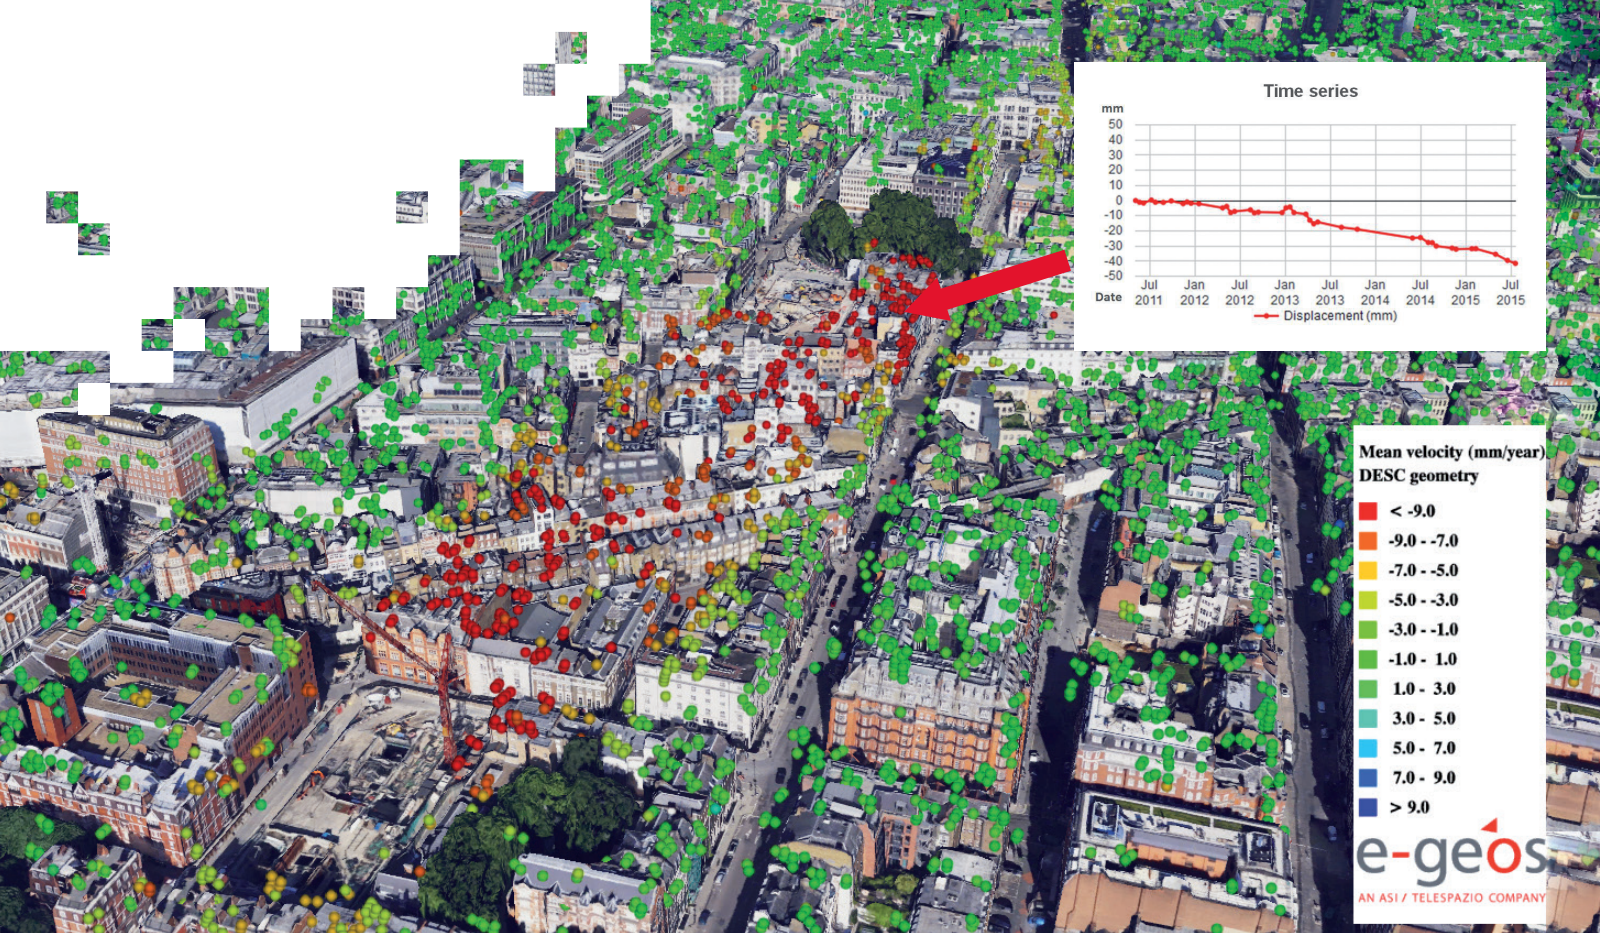 Time series
mm
50
40
30
20
10
0
-10
-20
-30
-40
-50
Jul Jan Jul Jan Jul Jan Jul Jan Jul
Date 2011 2012 2012 2013 2013 2014 2014 2015 2015
Displacement (mm)
Mean velocity (mm/year)
DESC geometry
< -9.0
-9.0 - -7.0
-7.0 - -5.0
-5.0 - -3.0
-3.0 - -1.0
-1.0 - 1.0
1.0 - 3.0
3.0 - 5.0
5.0 - 7.0
7.0 - 9.0
> 9.0
e-geos
AN ASI / TELESPAZIO COMPANY